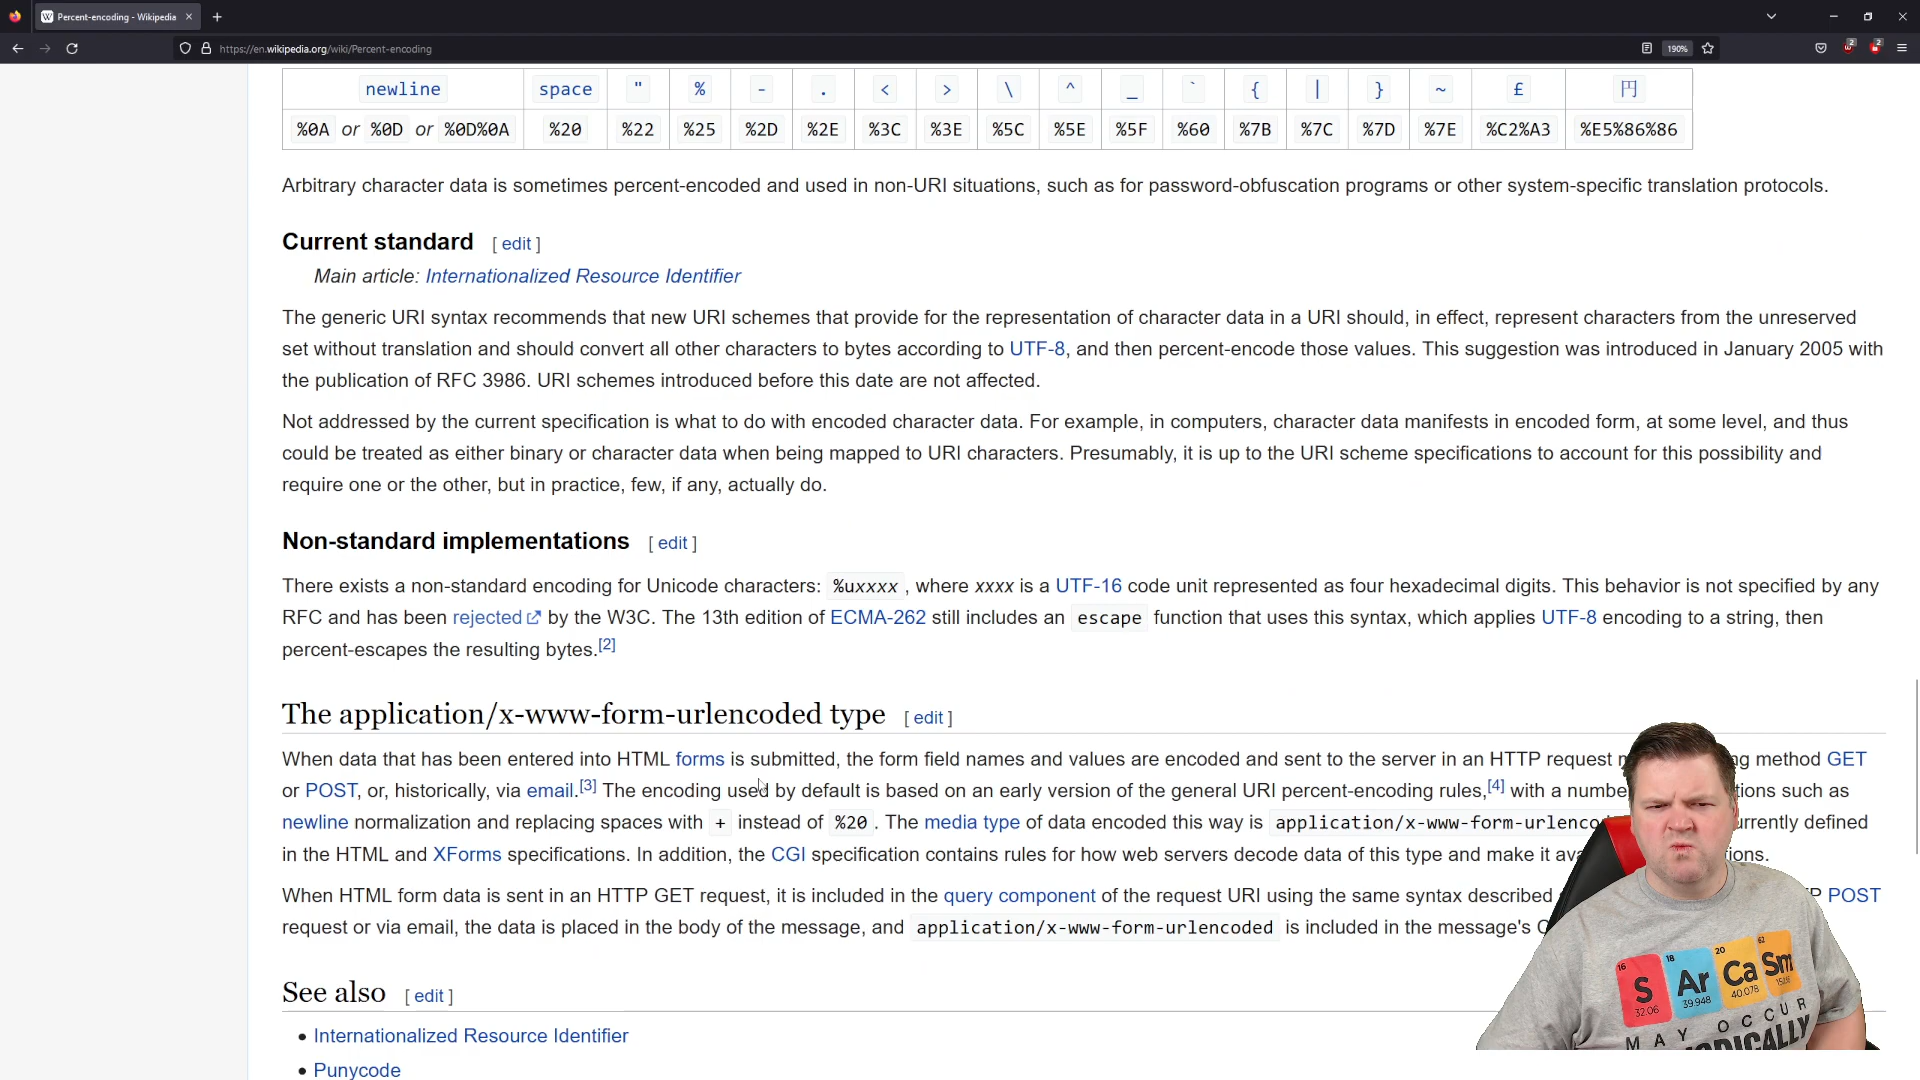 Percent-encoding - Wikipedia
https://en.wikipedia.org/wiki/Percent-encoding
190%
2
2
newline space " % - . < > \ ^ _ ` { | } ~ £ 円
%0A or %0D or %0D%0A %20 %22 %25 %2D %2E %3C %3E %5C %5E %5F %60 %7B %7C %7D %7E %C2%A3 %E5%86%86
Arbitrary character data is sometimes percent-encoded and used in non-URI situations, such as for password-obfuscation programs or other system-specific translation protocols.
Current standard [ edit ]
Main article: Internationalized Resource Identifier
The generic URI syntax recommends that new URI schemes that provide for the representation of character data in a URI should, in effect, represent characters from the unreserved
set without translation and should convert all other characters to bytes according to UTF-8, and then percent-encode those values. This suggestion was introduced in January 2005 with
the publication of RFC 3986. URI schemes introduced before this date are not affected.
Not addressed by the current specification is what to do with encoded character data. For example, in computers, character data manifests in encoded form, at some level, and thus
could be treated as either binary or character data when being mapped to URI characters. Presumably, it is up to the URI scheme specifications to account for this possibility and
require one or the other, but in practice, few, if any, actually do.
Non-standard implementations [ edit ]
There exists a non-standard encoding for Unicode characters: %uxxxx , where xxxx is a UTF-16 code unit represented as four hexadecimal digits. This behavior is not specified by any
RFC and has been rejected by the W3C. The 13th edition of ECMA-262 still includes an escape function that uses this syntax, which applies UTF-8 encoding to a string, then
percent-escapes the resulting bytes.[2]
The application/x-www-form-urlencoded type [ edit ]
When data that has been entered into HTML forms is submitted, the form field names and values are encoded and sent to the server in an HTTP request method GET
or POST, or, historically, via email.[3] The encoding used by default is based on an early version of the general URI percent-encoding rules,[4] with a such as
newline normalization and replacing spaces with + instead of %20 . The media type of data encoded this way is application/x-www-form-urlenco defined
in the HTML and XForms specifications. In addition, the CGI specification contains rules for how web servers decode data of this type and make it
When HTML form data is sent in an HTTP GET request, it is included in the query component of the request URI using the same syntax described POST
request or via email, the data is placed in the body of the message, and application/x-www-form-urlencoded is included in the message's
See also [ edit ]
• Internationalized Resource Identifier
• Punycode
16 18 20 62
S Ar Ca Sm
32.06 39.948 40.078
MAY OCCUR